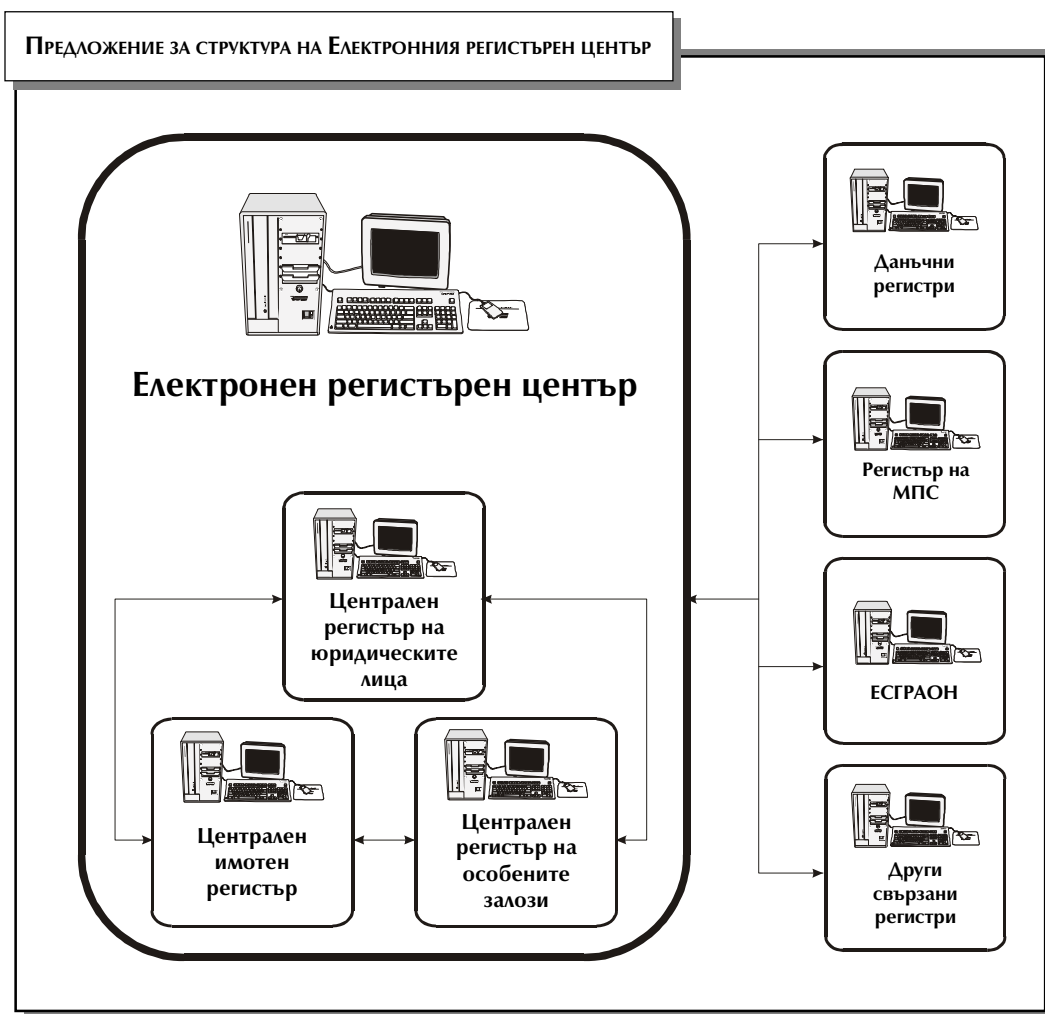 Предложение за структура на Електронния регистърен център
Електронен регистърен център
Централен
регистър на
юридическите
лица
Централен
имотен
регистър
Централен
регистър на
особените
залози
Данъчни
регистри
Регистър на
МПС
ЕСГРАОН
Други
свързани
регистри